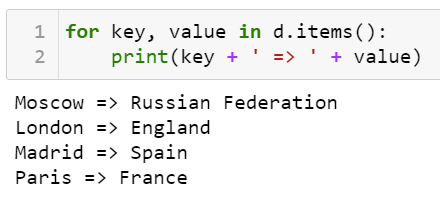 1 for key, value in d.items():
2     print(key + ' => ' + value)
Moscow => Russian Federation
London => England
Madrid => Spain
Paris => France